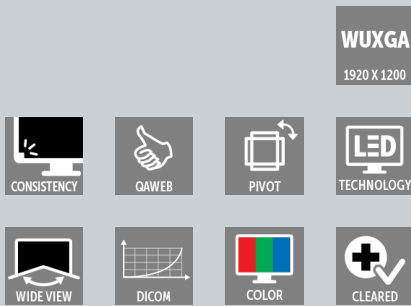 WUXGA
1920 X 1200
CONSISTENCY
QAWEB
PIVOT
LED
TECHNOLOGY
WIDE VIEW
DICOM
COLOR
CLEARED